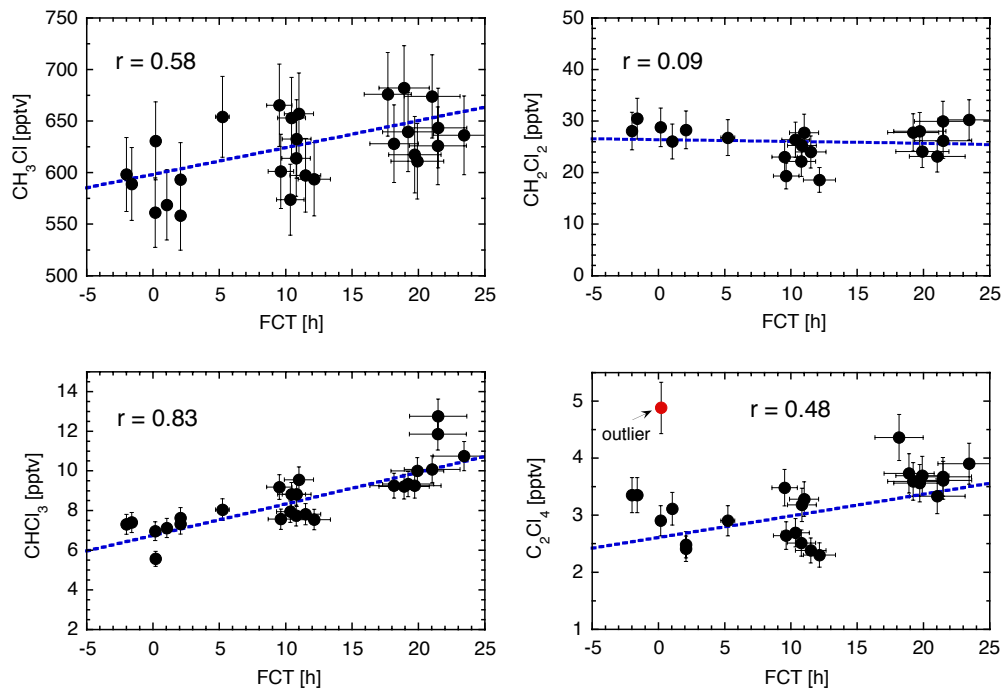 700
650
600
550
500
750
CH₃Cl [pptv]
r = 0.58
-5 0 5 10 15 20 25
FCT [h]
50
40
30
20
10
0
CH₂Cl₂ [pptv]
r = 0.09
-5 0 5 10 15 20 25
FCT [h]
14
12
10
8
6
4
2
CHCl₃ [pptv]
r = 0.83
-5 0 5 10 15 20 25
FCT [h]
5
4
3
2
1
C₂Cl₄ [pptv]
outlier
r = 0.48
-5 0 5 10 15 20 25
FCT [h]